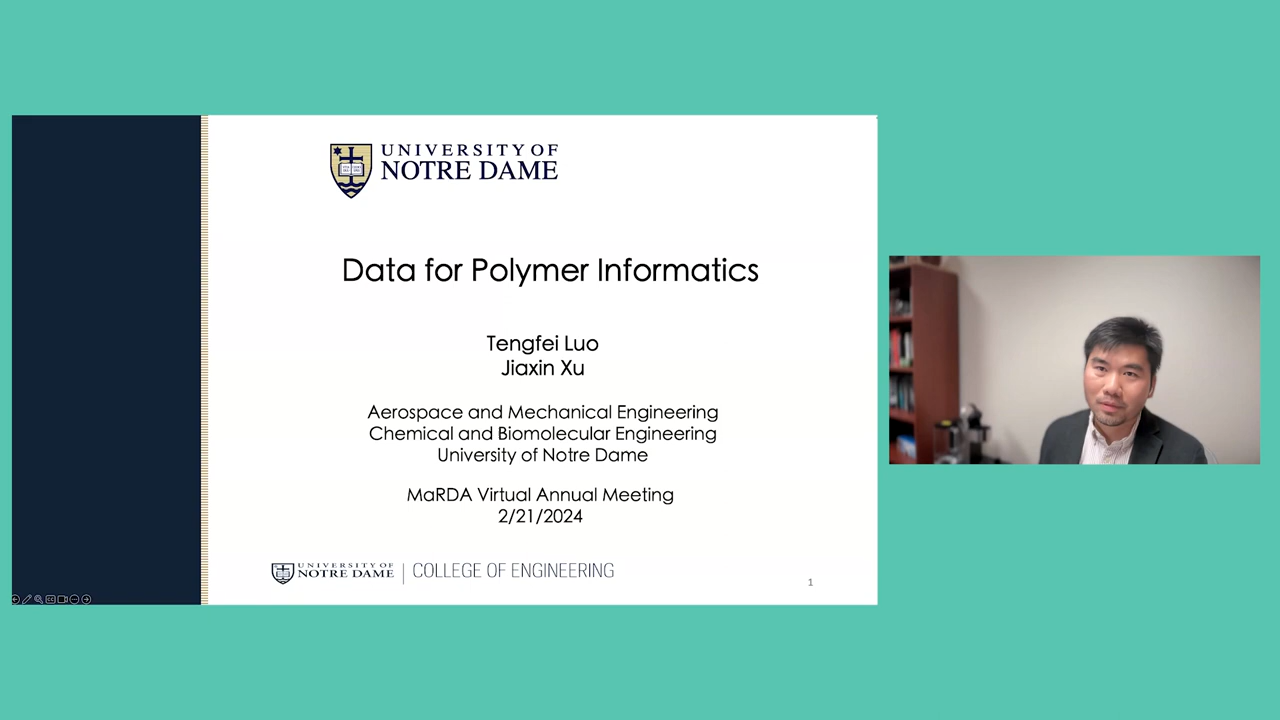 UNIVERSITY OF
NOTRE DAME
Data for Polymer Informatics
Tengfei Luo
Jiaxin Xu
Aerospace and Mechanical Engineering
Chemical and Biomoecular Engineering
University of Notre Dame
MaRDA Virtual Annual Meeting
2/21/2024
UNIVERSITY OF
NOTRE DAME
COLLEGE OF ENGINEERING
1